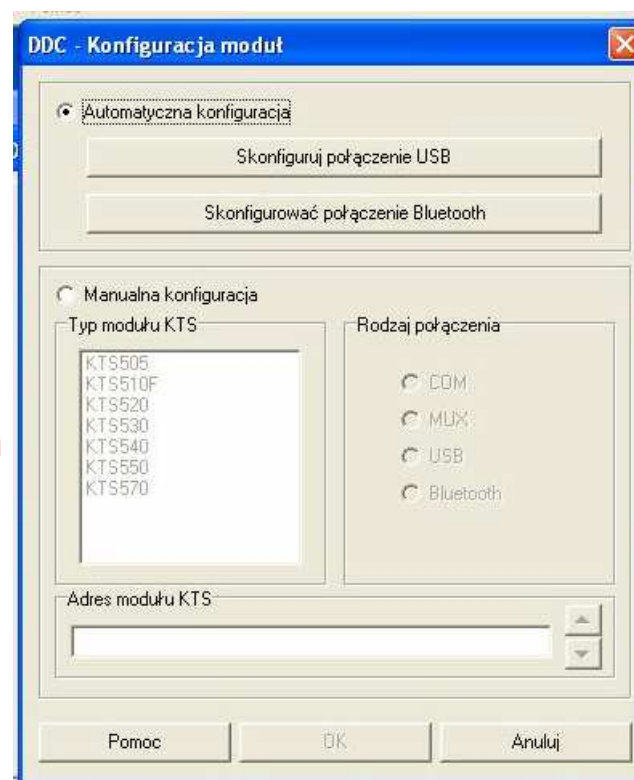 DDC - Konfiguracja moduł
Automatyczna konfiguracja
Skonfiguruj połączenie USB
Skonfigurować połączenie Bluetooth
Manualna konfiguracja
Typ modułu KTS
Rodzaj połączenia
KTS505
KTS510F
KTS520
KTS530
KTS540
KTS550
KTS570
COM
MUX
USB
Bluetooth
Adres modułu KTS
Pomoc
OK
Anuluj